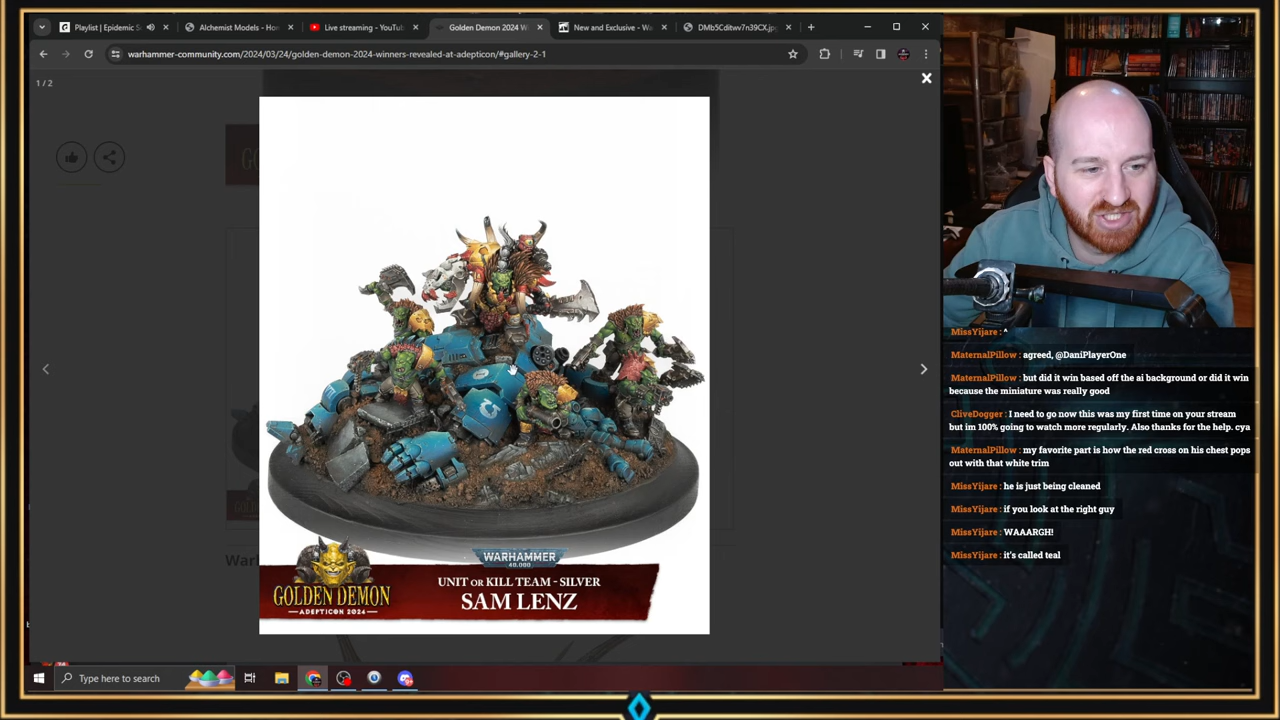 Playlist | Epidemic S
Alchemist Models - Ho
Live streaming - YouTu
Golden Demon 2024 W
New and Exclusive - We
DMb5Cditwv7n39CX.jp
warhammer-community.com/2024/03/24/golden-demon-2024-winners-revealed-at-adepticon/#gallery-2-1
1 / 2
WARHAMMER
40,000
UNIT OR KILL TEAM - SILVER
SAM LENZ
GOLDEN DEMON
ADEPTICON 2024
Type here to search
MissYijare : ^
MaternalPillow : agreed, @DaniPlayerOne
MaternalPillow : but did it win based off the ai background or did it win
because the miniature was really good
CliveDogger : I need to go now this was my first time on your stream
but im 100% going to watch more regularly. Also thanks for the help. cya
MaternalPillow : my favorite part is how the red cross on his chest pops
out with that white trim
MissYijare : he is just being cleaned
MissYijare : if you look at the right guy
MissYijare : WAAARGH!
MissYijare : it's called teal